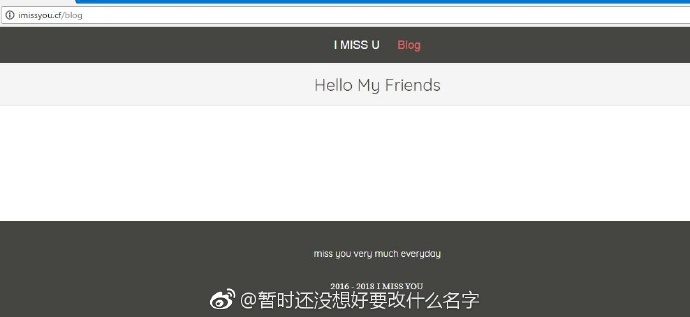 imissyou.cf/blog
I MISS U Blog
Hello My Friends
miss you very much everyday
2016 - 2018 I MISS YOU
@暂时还没想好要改什么名字